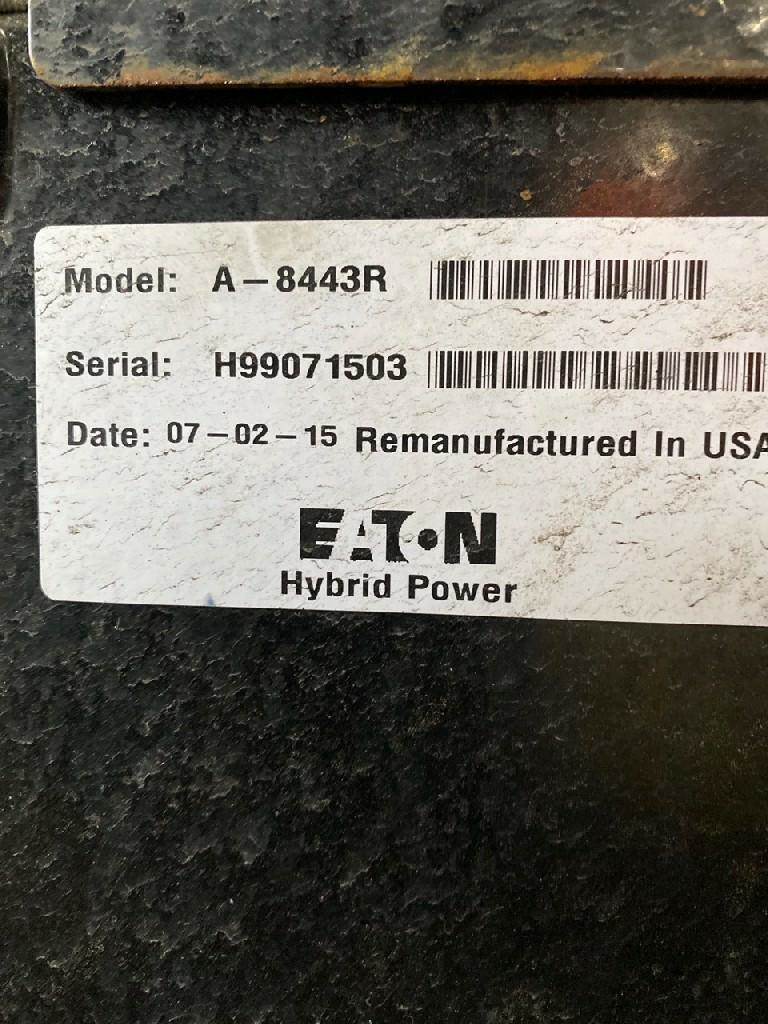 Model: A-8443R
Serial: H99071503
Date: 07-02-15 Remanufactured In USA
EATON
Hybrid Power